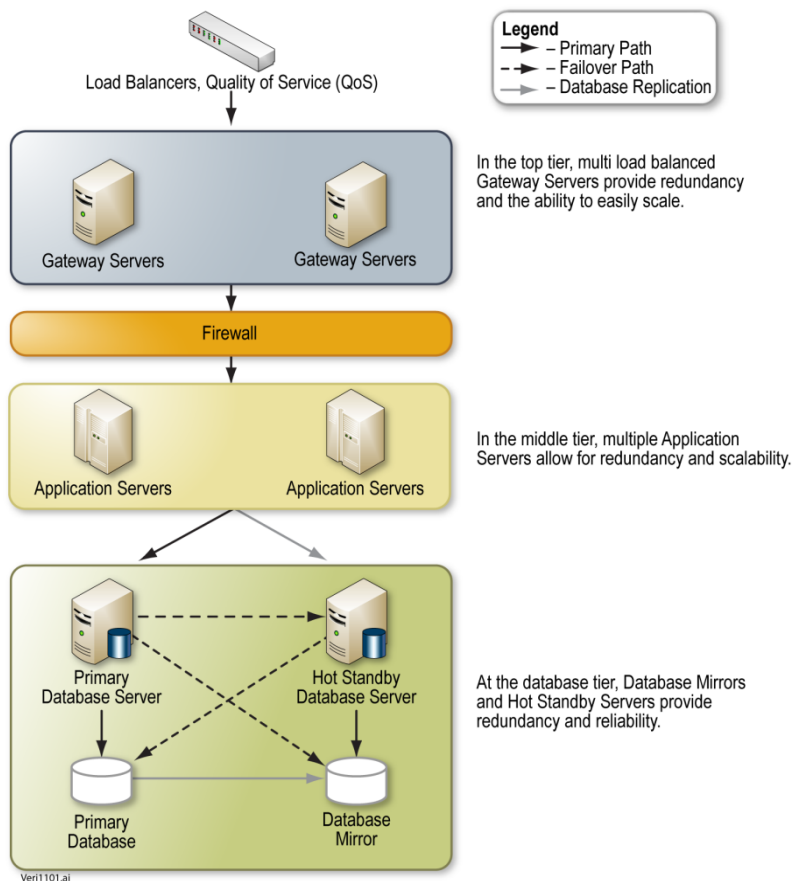 Load Balancers, Quality of Service (QoS)
Legend
– Primary Path
– Failover Path
– Database Replication
In the top tier, multi load balanced
Gateway Servers provide redundancy
and the ability to easily scale.
Gateway Servers
Gateway Servers
Firewall
In the middle tier, multiple Application
Servers allow for redundancy and scalability.
Application Servers
Application Servers
Primary
Database Server
Hot Standby
Database Server
At the database tier, Database Mirrors
and Hot Standby Servers provide
redundancy and reliability.
Primary
Database
Database
Mirror
Veri1101.ai